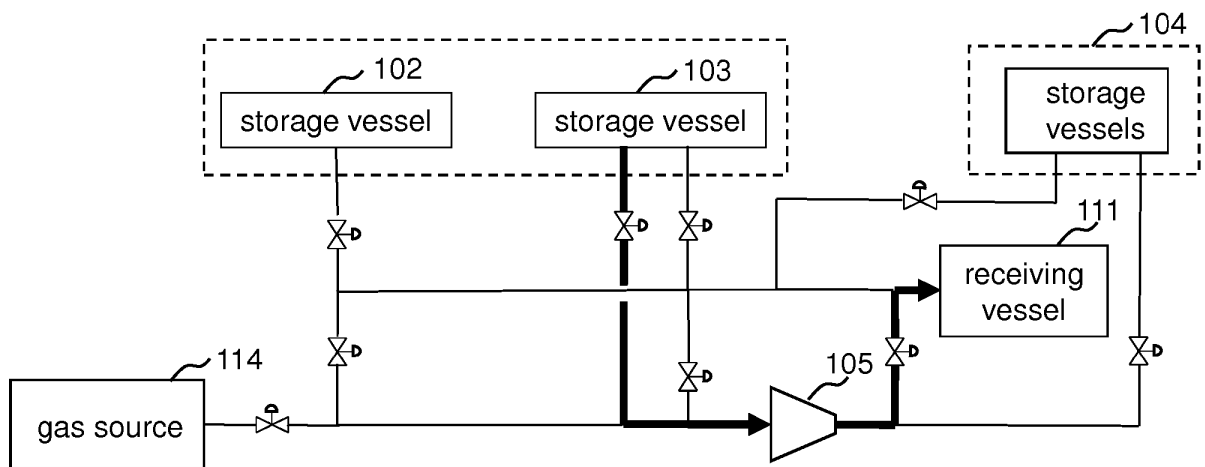 104
102
103
storage vessel
storage vessel
storage
vessels
111
receiving
vessel
114
105
gas source